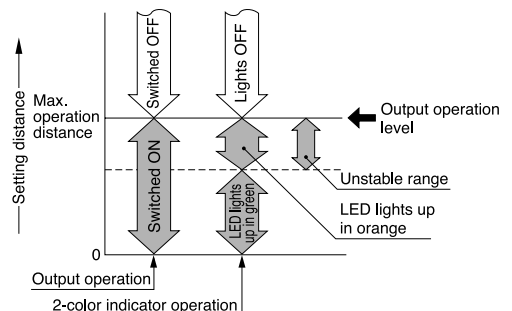 Setting distance
Max.
operation
distance
0
Switched OFF
Switched ON
Lights OFF
LED lights
up in green
Output operation
level
Unstable range
LED lights up
in orange
Output operation
2-color indicator operation